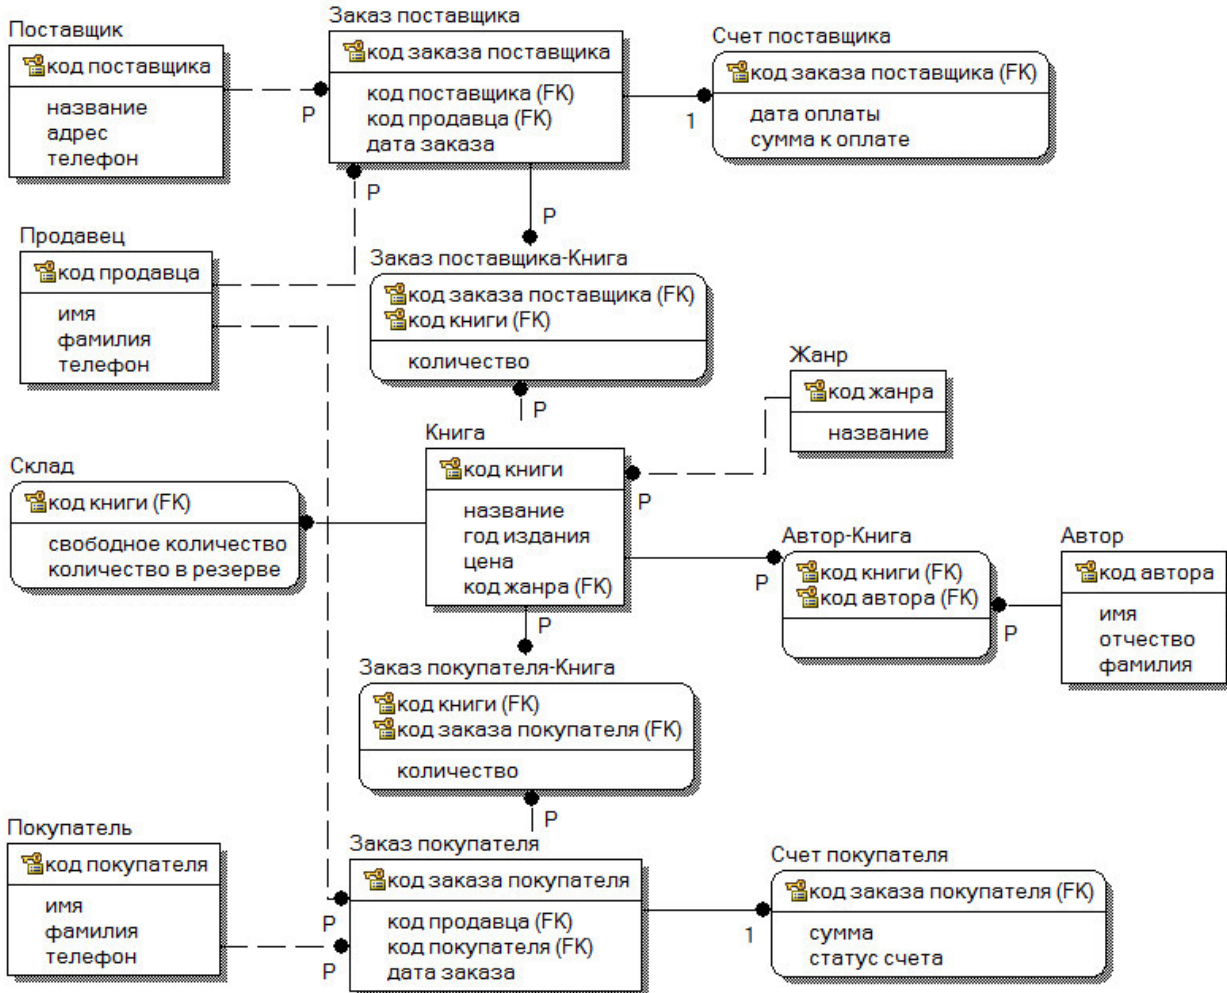 Поставщик
код поставщика
название
адрес
телефон
Заказ поставщика
код заказа поставщика
код поставщика (FK)
код продавца (FK)
дата заказа
Счет поставщика
код заказа поставщика (FK)
дата оплаты
сумма к оплате
P
1
P
P
Продавец
код продавца
имя
фамилия
телефон
Заказ поставщика-Книга
код заказа поставщика (FK)
код книги (FK)
количество
P
Жанр
код жанра
название
P
Склад
код книги (FK)
свободное количество
количество в резерве
Книга
код книги
название
год издания
цена
код жанра (FK)
Автор-Книга
код книги (FK)
код автора (FK)
P
P
Автор
код автора
имя
отчество
фамилия
P
Заказ покупателя-Книга
код книги (FK)
код заказа покупателя (FK)
количество
P
Покупатель
код покупателя
имя
фамилия
телефон
P
P
Заказ покупателя
код заказа покупателя
код продавца (FK)
код покупателя (FK)
дата заказа
1
Счет покупателя
код заказа покупателя (FK)
сумма
статус счета